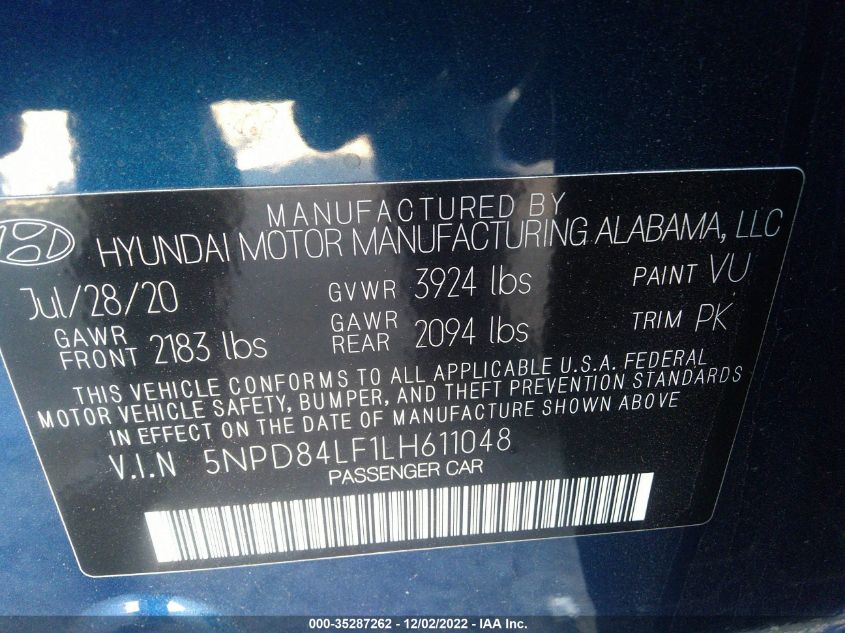 MANUFACTURED BY
HYUNDAI MOTOR MANUFACTURING ALABAMA, LLC
Jul/28/20 GVWR 3924 lbs PAINT VU
GAWR FRONT 2183 lbs GAWR REAR 2094 lbs TRIM PK
THIS VEHICLE CONFORMS TO ALL APPLICABLE U.S.A. FEDERAL
MOTOR VEHICLE SAFETY, BUMPER, AND THEFT PREVENTION STANDARDS
IN EFFECT ON THE DATE OF MANUFACTURE SHOWN ABOVE
V.I.N 5NPD84LF1LH611048
PASSENGER CAR
000-35287262 - 12/02/2022 - IAA Inc.